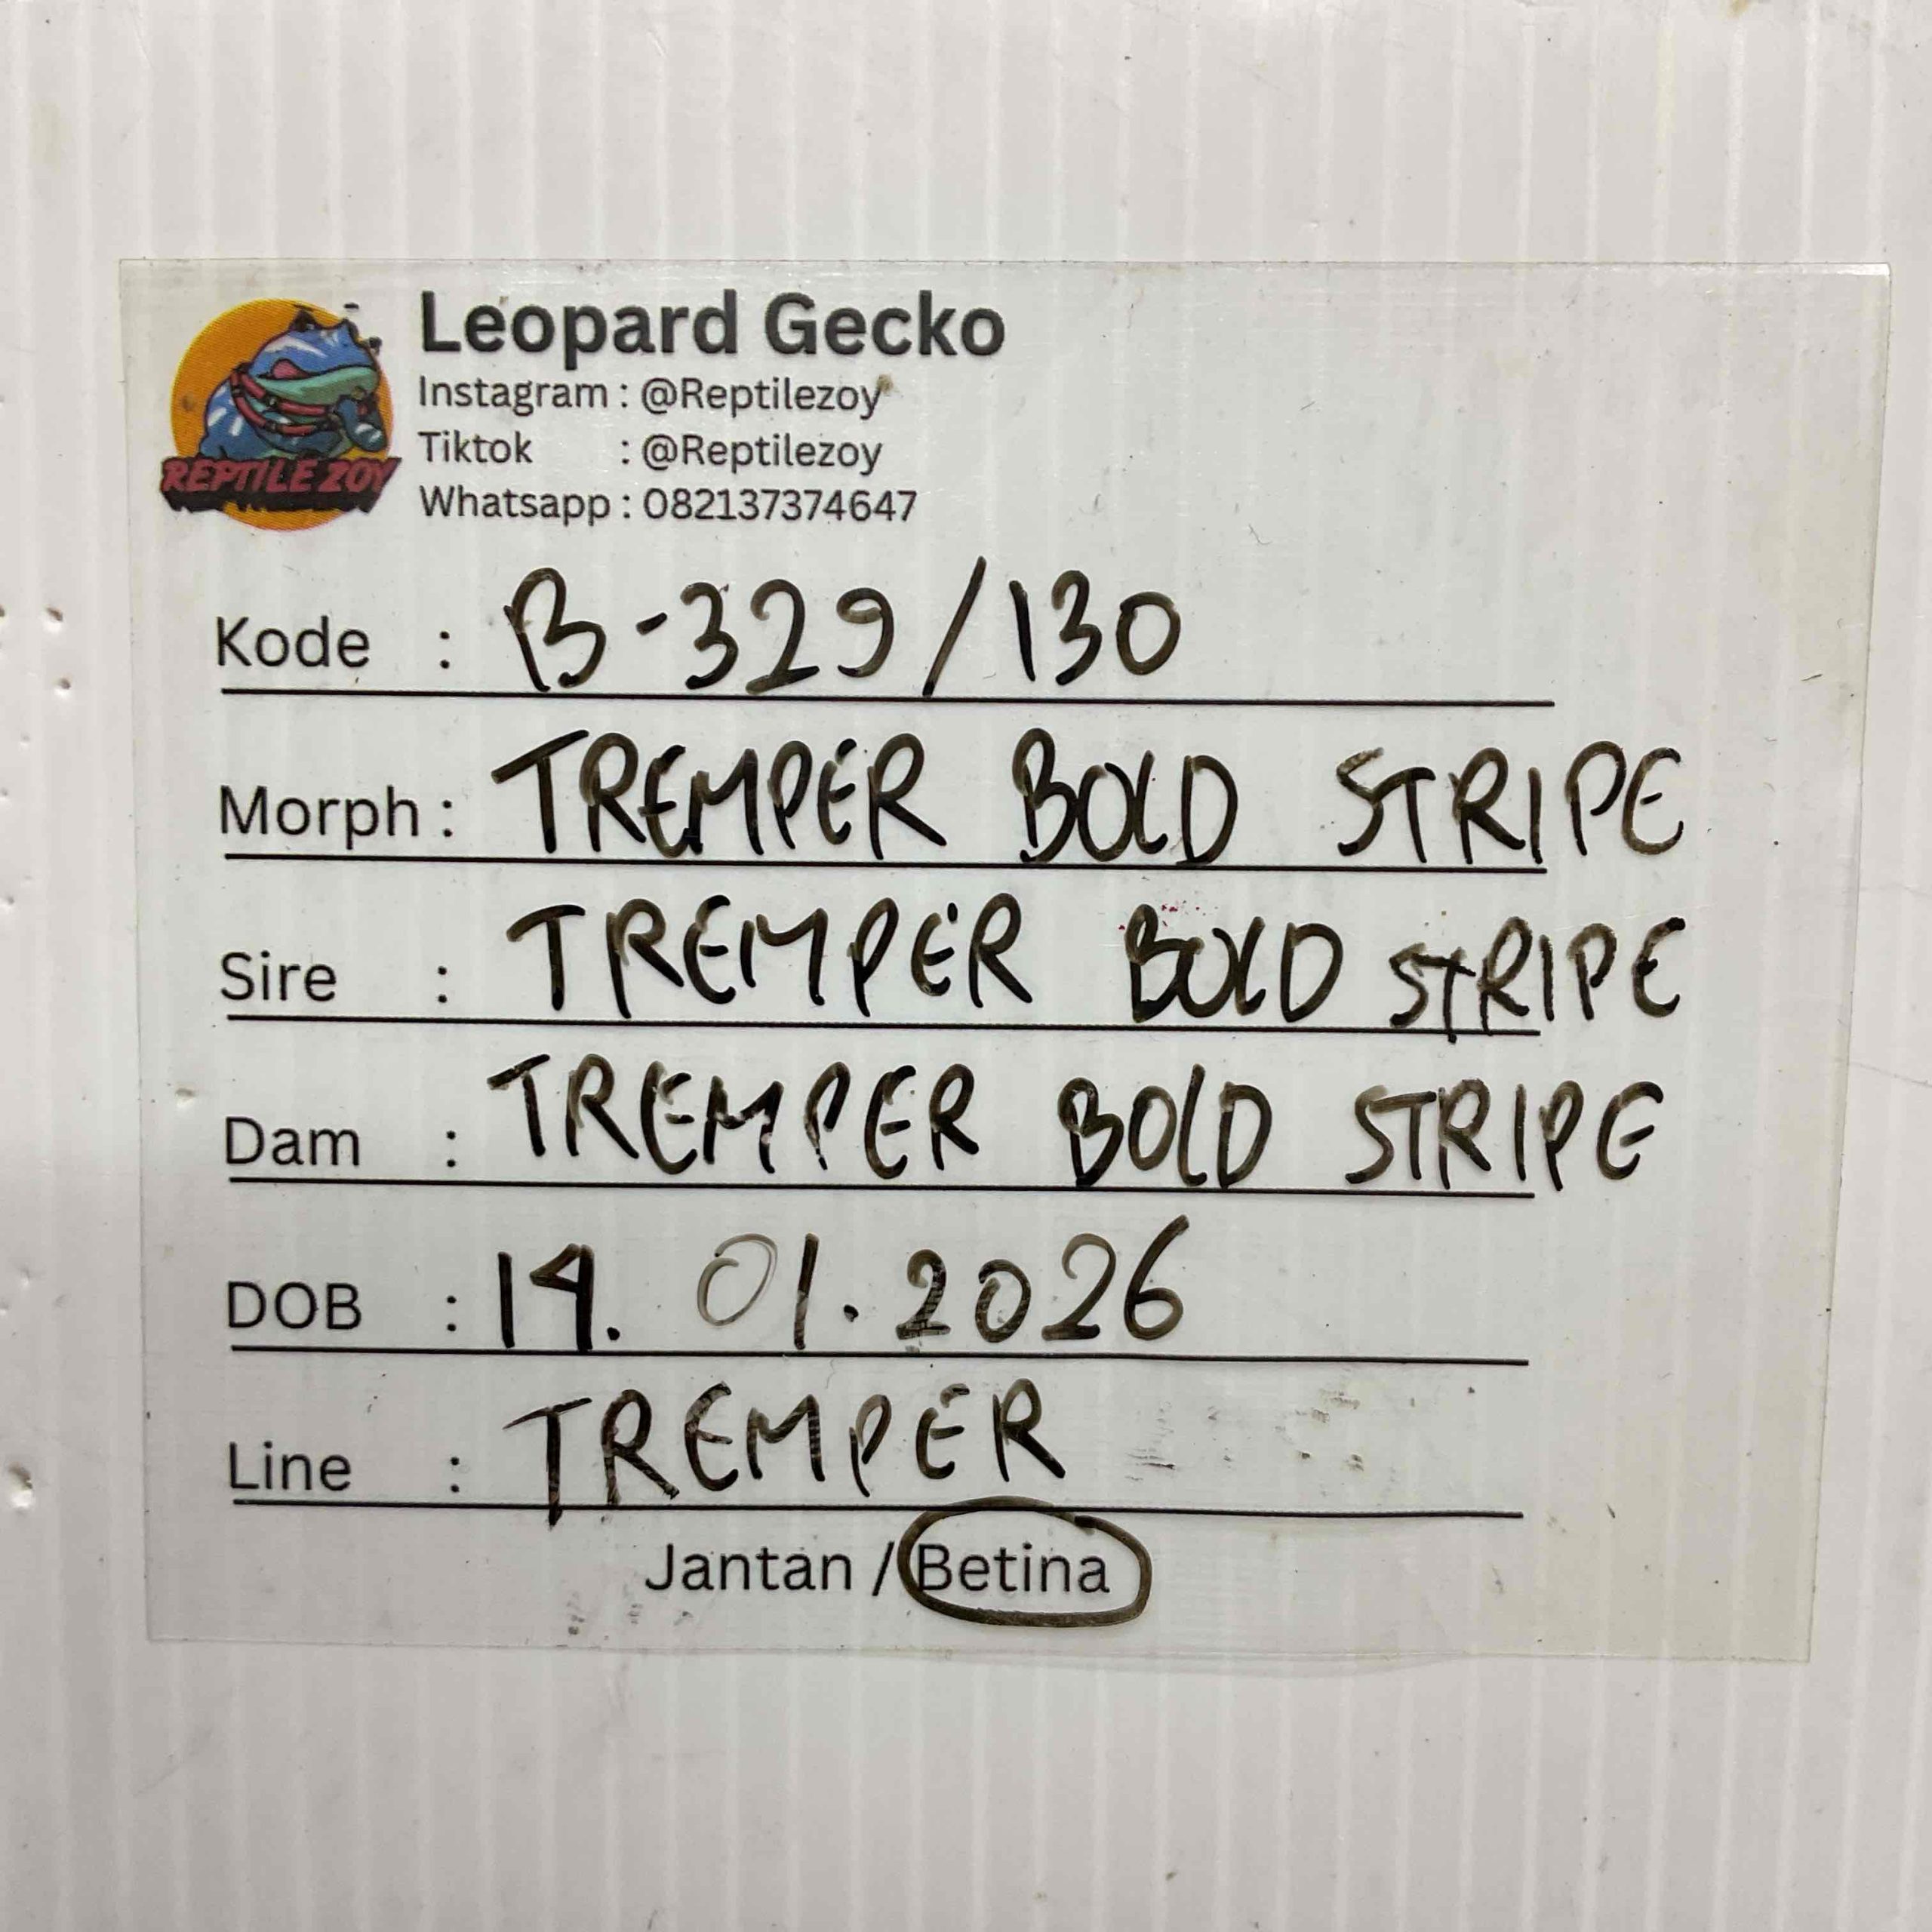 Leopard Gecko
Instagram : @Reptilezoy
Tiktok : @Reptilezoy
Whatsapp : 082137374647
REPTILE ZOY
Kode : B-329/130
Morph : TREMPER BOLD STRIPE
Sire : TREMPER BOLD STRIPE
Dam : TREMPER BOLD STRIPE
DOB : 14. 01. 2026
Line : TREMPER
Jantan / Betina